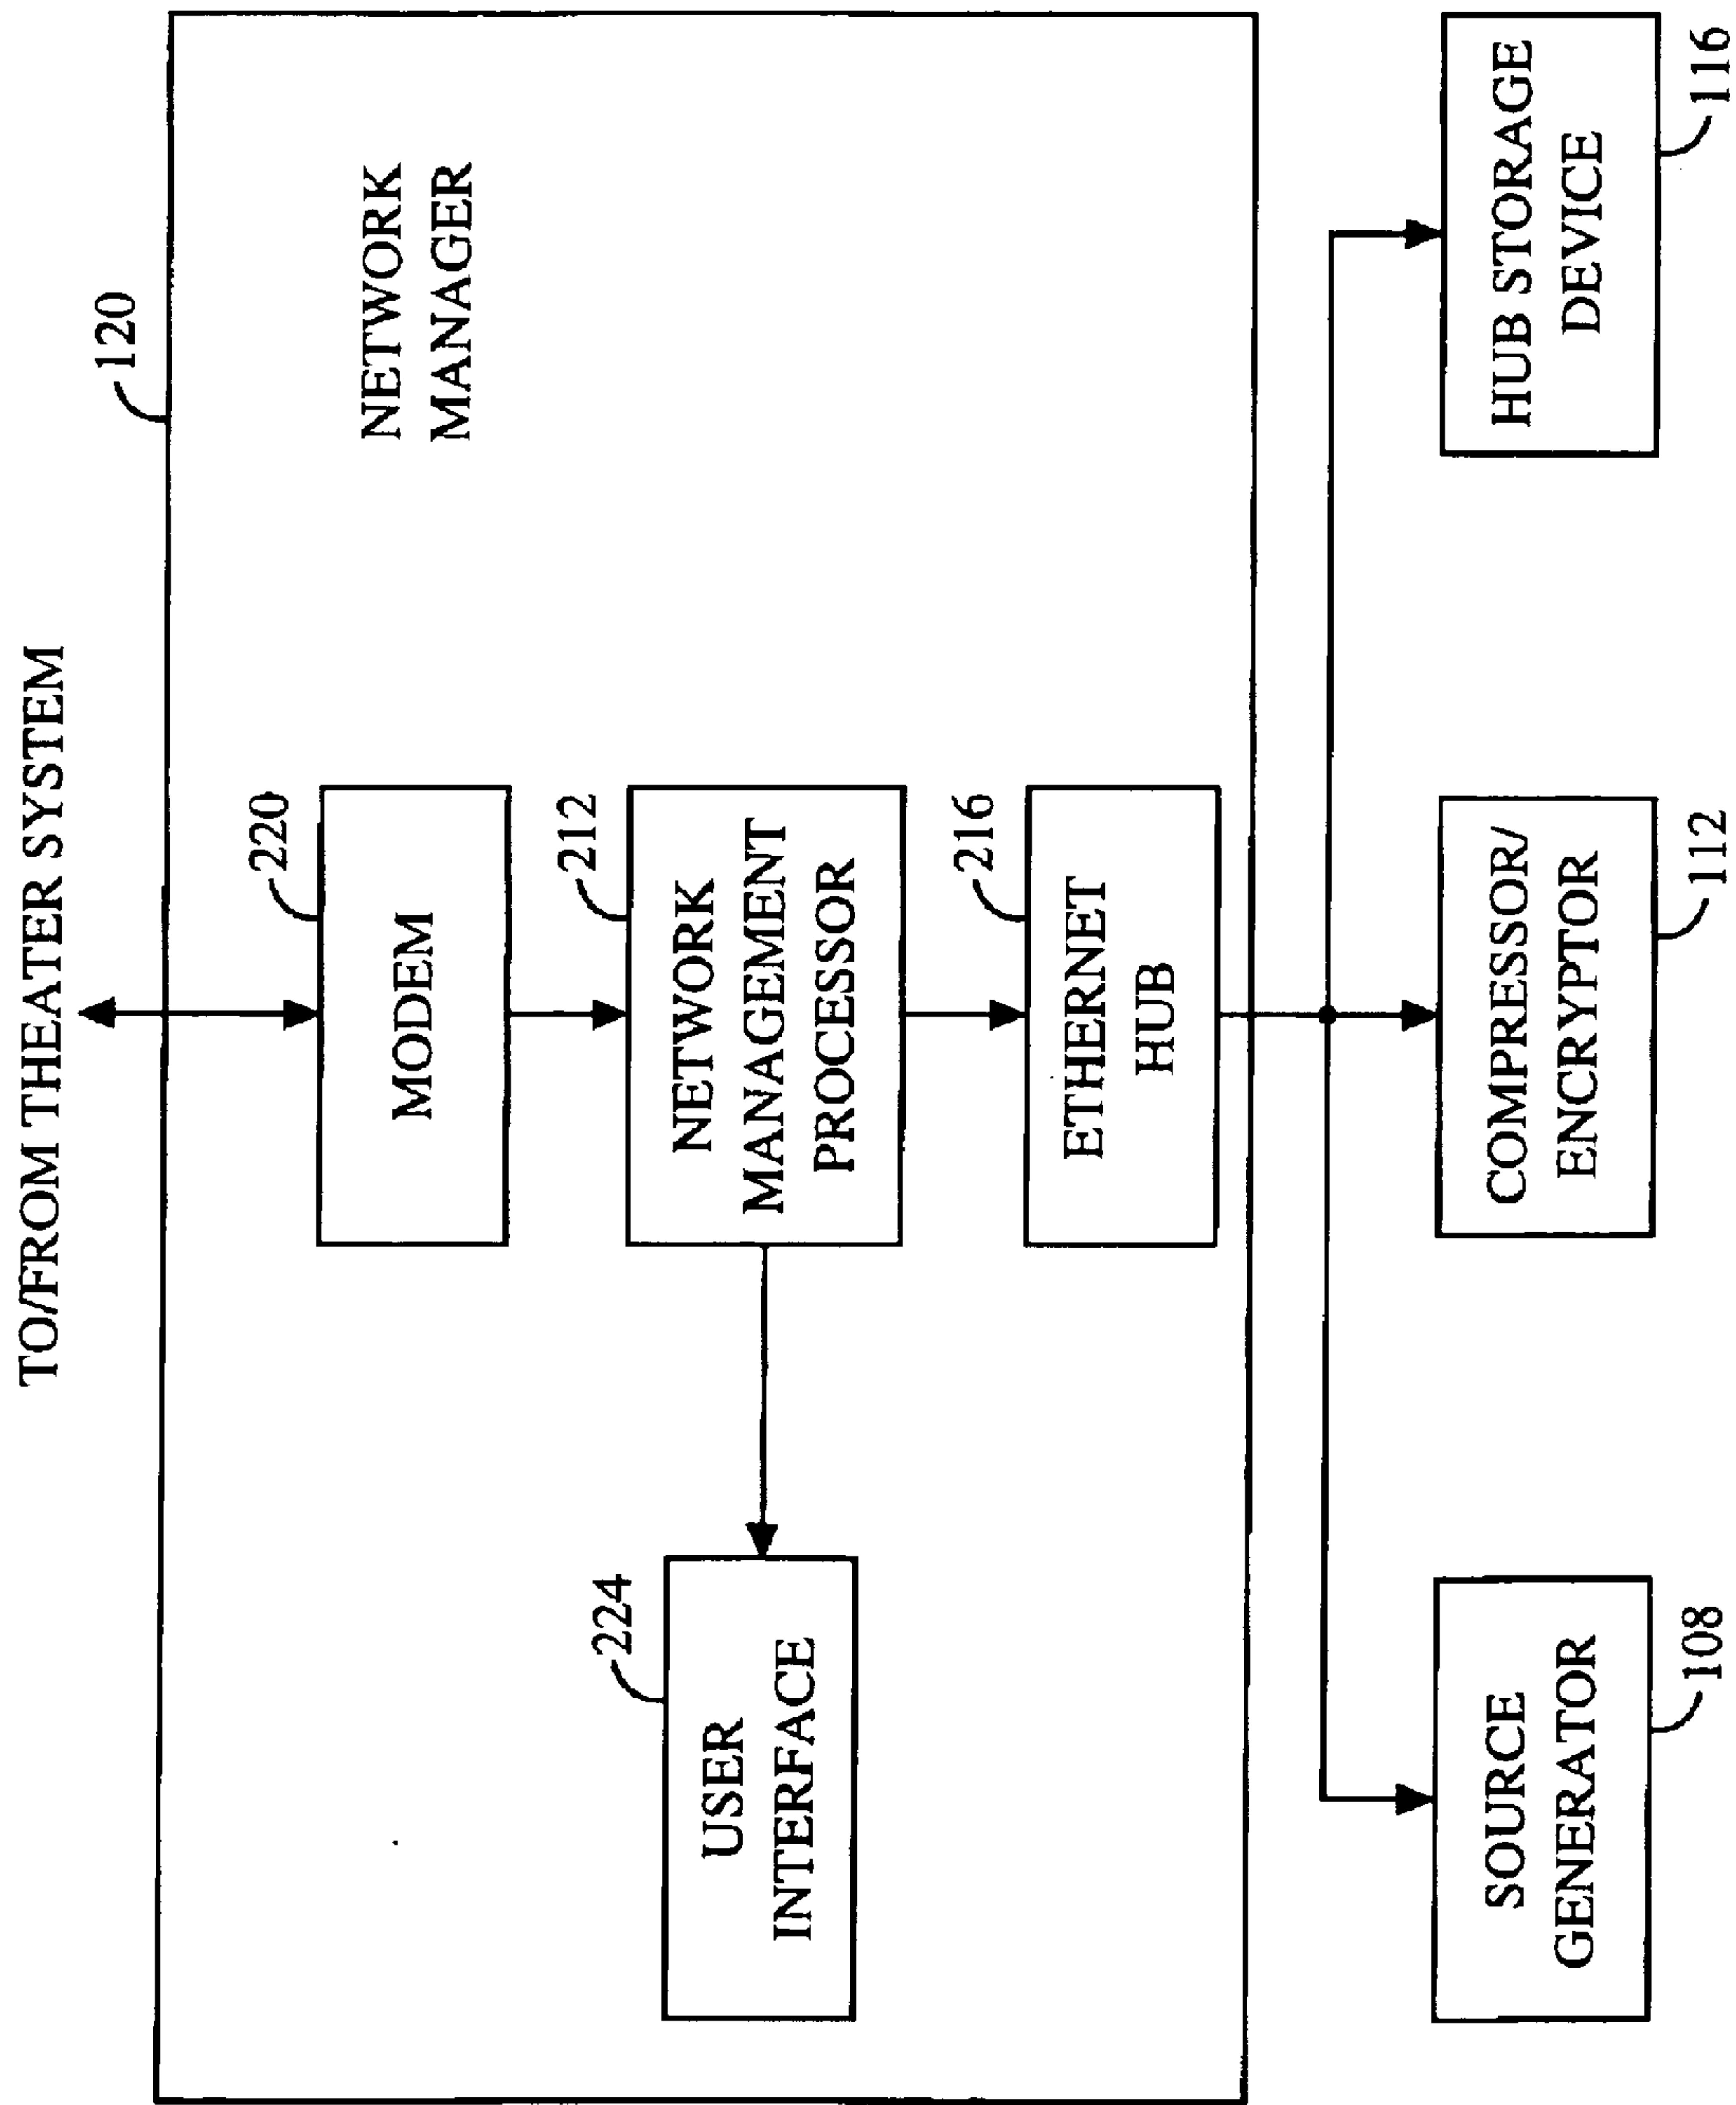 TO/FROM THEATER SYSTEM
120
NETWORK
MANAGER
220
MODEM
212
NETWORK
MANAGEMENT
PROCESSOR
224
USER
INTERFACE
216
ETHERNET
HUB
SOURCE
GENERATOR
108
COMPRESSOR/
ENCRYPTOR
112
HUB STORAGE
DEVICE
116